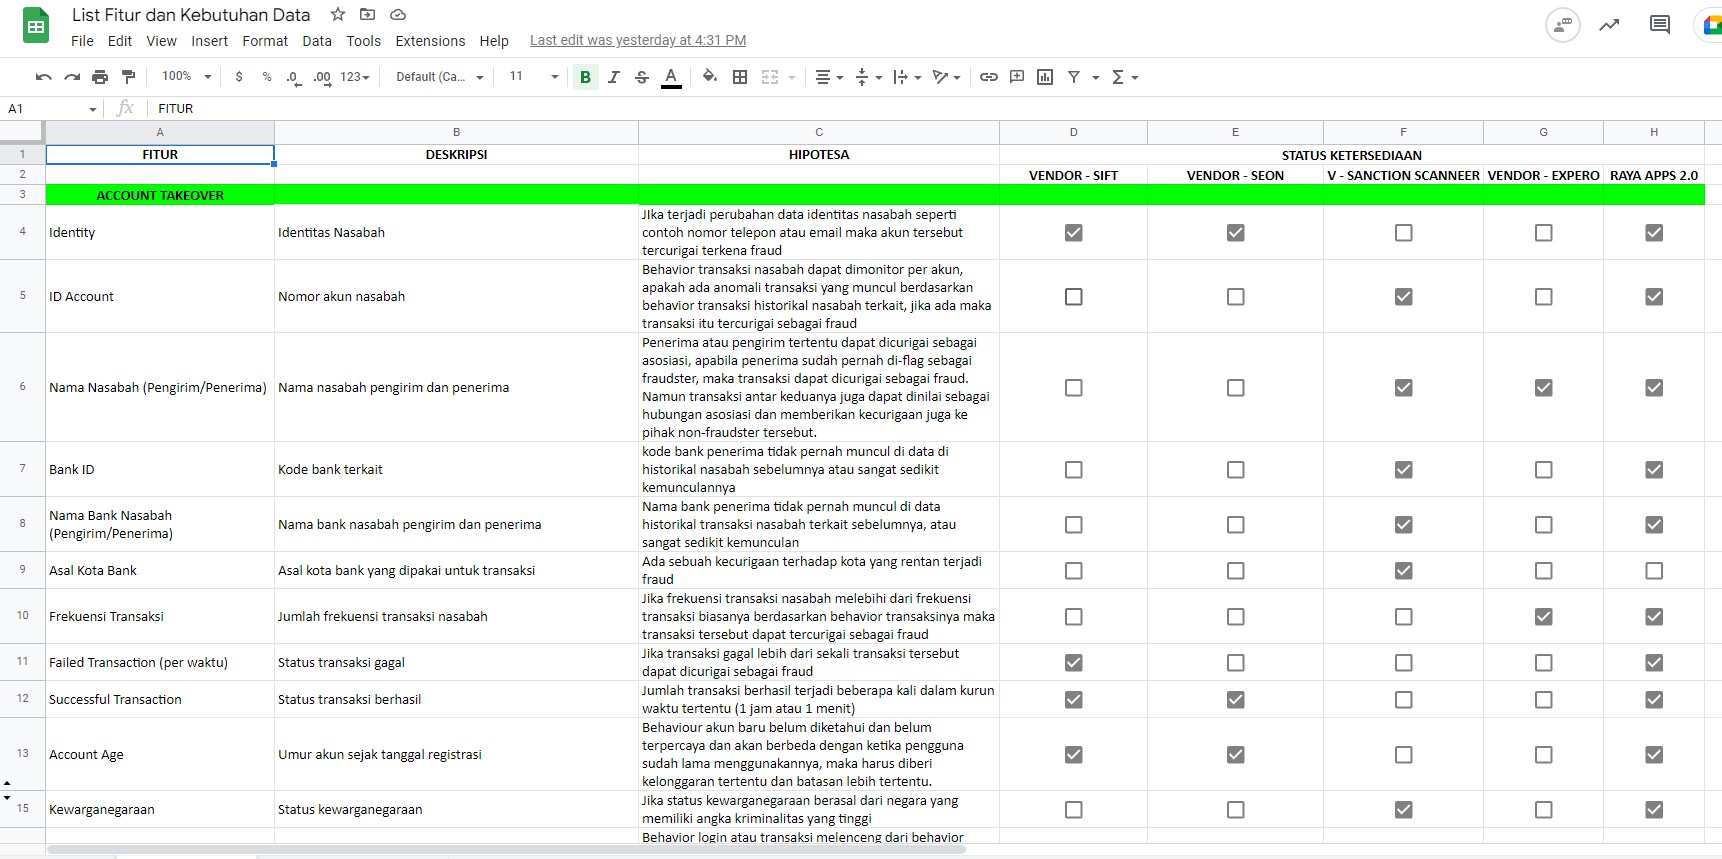 List Fitur dan Kebutuhan Data
File Edit View Insert Format Data Tools Extensions Help Last edit was yesterday at 4:31 PM
100% $ % .0 .00 123 Default (Ca... 11 B I S A
A1 fx FITUR
A B C D E F G H
1 FITUR DESKRIPSI HIPOTESA STATUS KETERSEDIAAN
2 VENDOR - SIFT VENDOR - SEON V - SANCTION SCANNEER VENDOR - EXPERO RAYA APPS 2.0
3 ACCOUNT TAKEOVER
4 Identity Identitas Nasabah
JIka terjadi perubahan data identitas nasabah seperti
contoh nomor telepon atau email maka akun tersebut
tercurigai terkena fraud
5 ID Account Nomor akun nasabah
Behavior transaksi nasabah dapat dimonitor per akun,
apakah ada anomali transaksi yang muncul berdasarkan
behavior transaksi historikal nasabah terkait, jika ada maka
transaksi itu tercurigai sebagai fraud
6 Nama Nasabah (Pengirim/Penerima) Nama nasabah pengirim dan penerima
Penerima atau pengirim tertentu dapat dicurigai sebagai
asosiasi, apabila penerima sudah pernah di-flag sebagai
fraudster, maka transaksi dapat dicurigai sebagai fraud.
Namun transaksi antar keduanya juga dapat dinilai sebagai
hubungan asosiasi dan memberikan kecurigaan juga ke
pihak non-fraudster tersebut.
7 Bank ID Kode bank terkait
kode bank penerima tidak pernah muncul di data di
historikal nasabah sebelumnya atau sangat sedikit
kemunculannya
8 Nama Bank Nasabah
(Pengirim/Penerima)
Nama bank nasabah pengirim dan penerima
Nama bank penerima tidak pernah muncul di data
historikal transaksi nasabah terkait sebelumnya, atau
sangat sedikit kemunculan
9 Asal Kota Bank Asal kota bank yang dipakai untuk transaksi
Ada sebuah kecurigaan terhadap kota yang rentan terjadi
fraud
10 Frekuensi Transaksi Jumlah frekuensi transaksi nasabah
Jika frekuensi transaksi nasabah melebihi dari frekuensi
transaksi biasanya berdasarkan behavior transaksinya maka
transaksi tersebut dapat tercurigai sebagai fraud
11 Failed Transaction (per waktu) Status transaksi gagal
Jika transaksi gagal lebih dari sekali transaksi tersebut
dapat dicurigai sebagai fraud
12 Successful Transaction Status transaksi berhasil
Jumlah transaksi berhasil terjadi beberapa kali dalam kurun
waktu tertentu (1 jam atau 1 menit)
13 Account Age Umur akun sejak tanggal registrasi
Behaviour akun baru belum diketahui dan belum
terpercaya dan akan berbeda dengan ketika pengguna
sudah lama menggunakannya, maka harus diberi
kelonggaran tertentu dan batasan lebih tertentu.
15 Kewarganegaraan Status kewarganegaraan
Jika status kewarganegaraan berasal dari negara yang
memiliki angka kriminalitas yang tinggi
Behavior login atau transaksi melenceng dari behavior